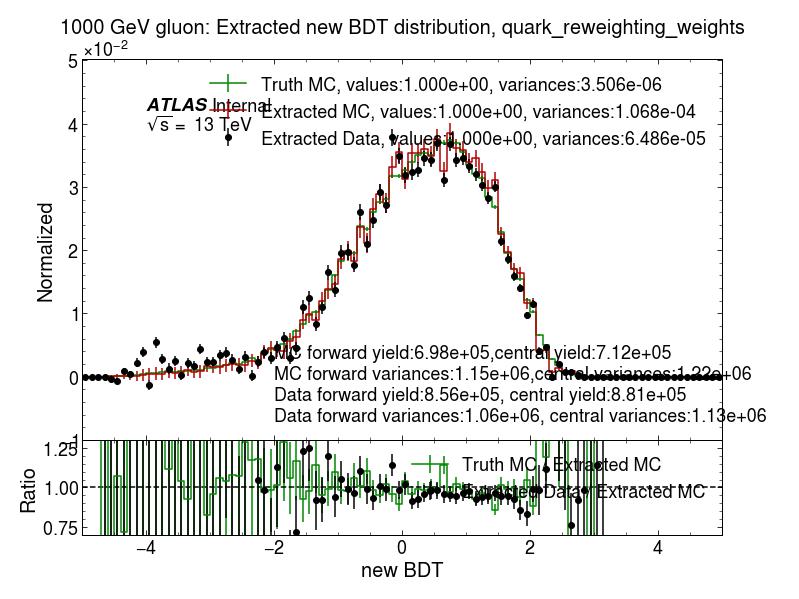 1000 GeV gluon: Extracted new BDT distribution, quark_reweighting_weights
×10−2
5
4
3
2
1
0
−1
Normalized
ATLAS Internal
√s = 13 TeV
Truth MC, values:1.000e+00, variances:3.506e-06
Extracted MC, values:1.000e+00, variances:1.068e-04
Extracted Data, values:1.000e+00, variances:6.486e-05
MC forward yield:6.98e+05,central yield:7.12e+05
MC forward variances:1.15e+06,central variances:1.22e+06
Data forward yield:8.56e+05, central yield:8.81e+05
Data forward variances:1.06e+06, central variances:1.13e+06
1.25
1.00
0.75
Ratio
Truth MC / Extracted MC
Extracted Data / Extracted MC
−4 −2 0 2 4
new BDT